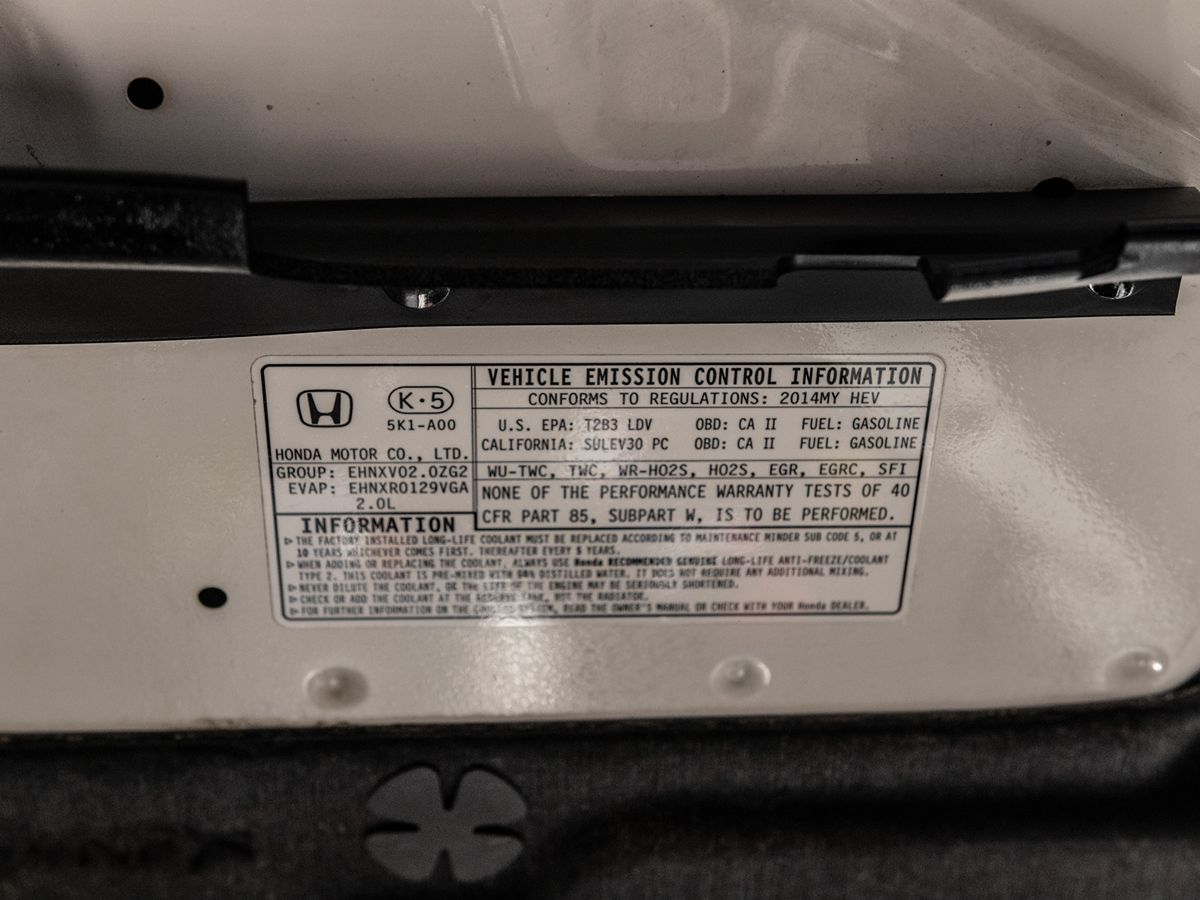 K·5
5K1-A00
HONDA MOTOR CO., LTD.
GROUP: EHNXV02.0ZG2
EVAP: EHNXR0129VGA
2.0L
VEHICLE EMISSION CONTROL INFORMATION
CONFORMS TO REGULATIONS: 2014MY HEV
U.S. EPA: T2B3 LDV OBD: CA II FUEL: GASOLINE
CALIFORNIA: SULEV30 PC OBD: CA II FUEL: GASOLINE
WU-TWC, TWC, WR-HO2S, HO2S, EGR, EGRC, SFI
NONE OF THE PERFORMANCE WARRANTY TESTS OF 40
CFR PART 85, SUBPART W, IS TO BE PERFORMED.
INFORMATION
▷THE FACTORY INSTALLED LONG-LIFE COOLANT MUST BE REPLACED ACCORDING TO MAINTENANCE MINDER SUB CODE 5, OR AT
10 YEARS WHICHEVER COMES FIRST. THEREAFTER EVERY 5 YEARS.
▷WHEN ADDING OR REPLACING THE COOLANT, ALWAYS USE Honda RECOMMENDED GENUINE LONG-LIFE ANTI-FREEZE/COOLANT
TYPE 2. THIS COOLANT IS PRE-MIXED WITH 50% DISTILLED WATER. IT DOES NOT REQUIRE ANY ADDITIONAL MIXING.
▷NEVER DILUTE THE COOLANT, OR THE LIFE OF THE ENGINE MAY BE SERIOUSLY SHORTENED.
▷CHECK OR ADD THE COOLANT AT THE RESERVE TANK, NOT THE RADIATOR.
▷FOR FURTHER INFORMATION ON THE COOLING SYSTEM, READ THE OWNER'S MANUAL OR CHECK WITH YOUR Honda DEALER.